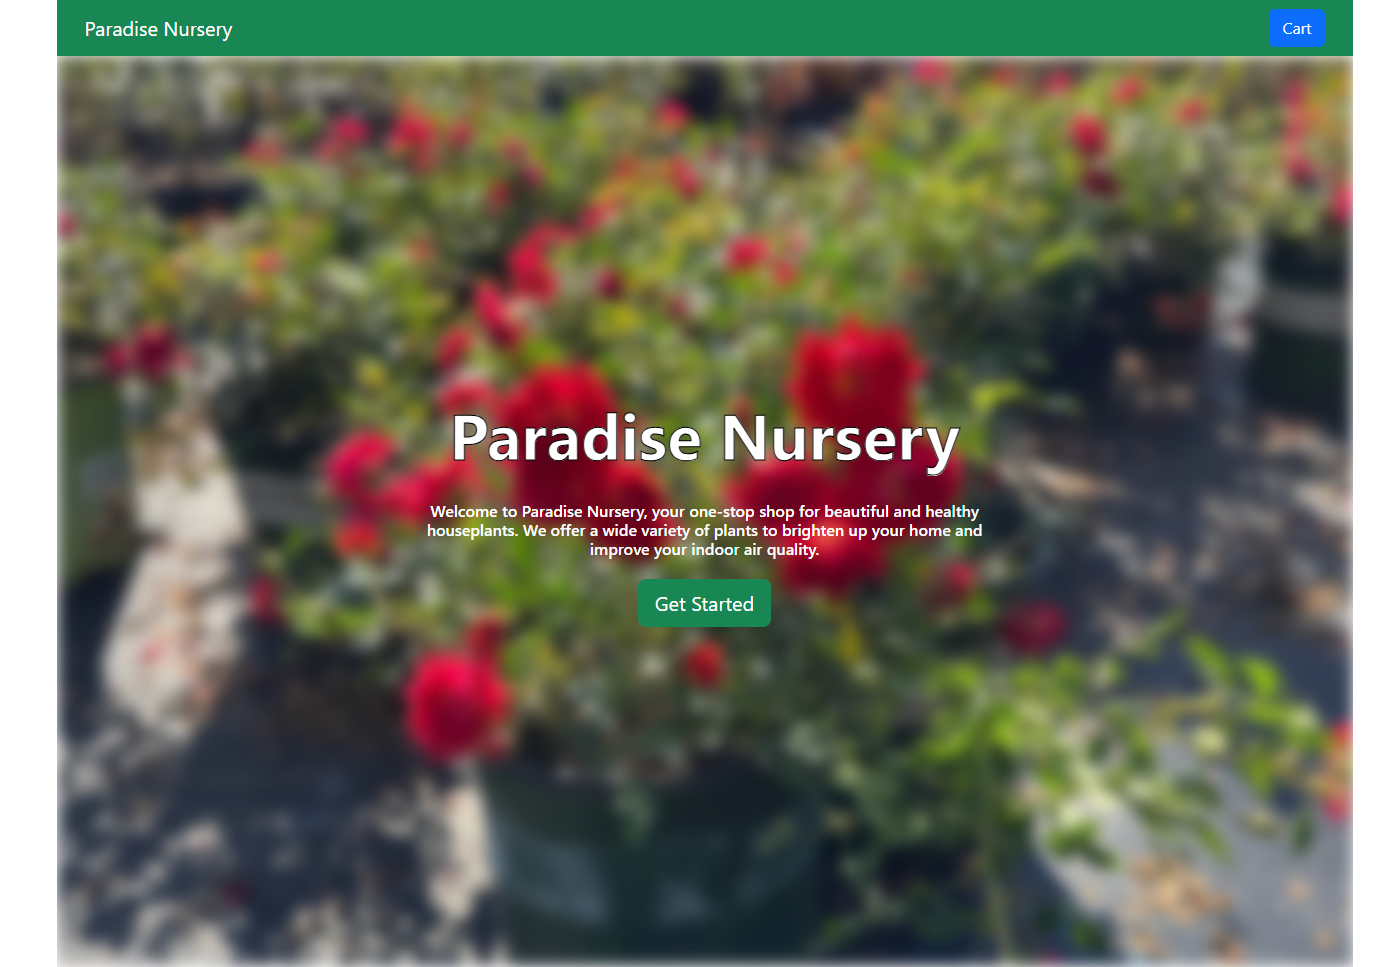 Paradise Nursery
Cart
Paradise Nursery
Welcome to Paradise Nursery, your one-stop shop for beautiful and healthy
houseplants. We offer a wide variety of plants to brighten up your home and
improve your indoor air quality.
Get Started